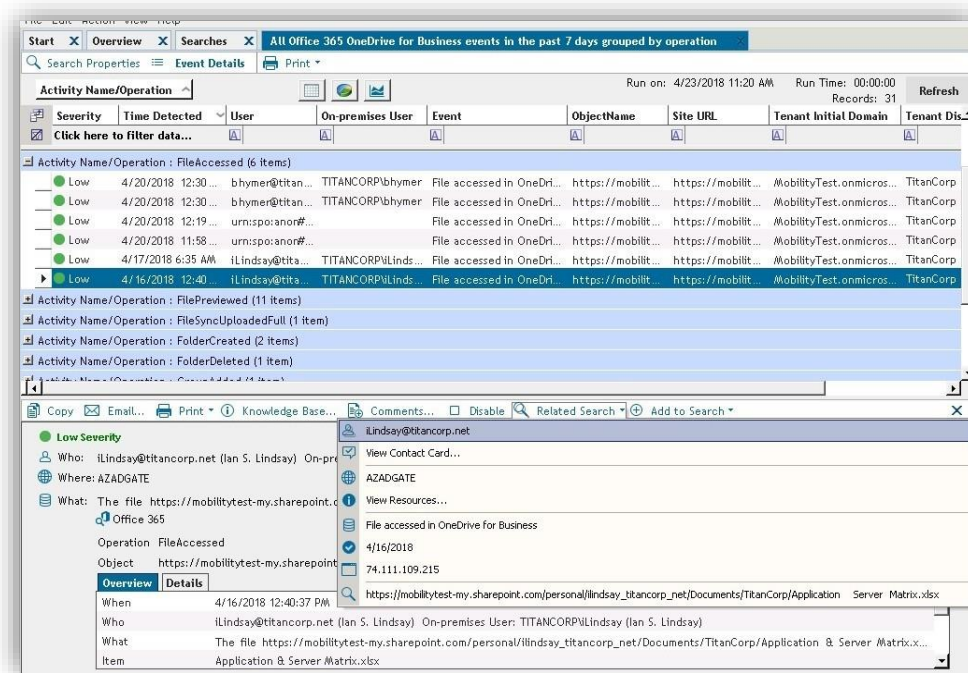 File Edit Action View Help
Start X Overview X Searches X All Office 365 OneDrive for Business events in the past 7 days grouped by operation X
Search Properties Event Details Print
Activity Name/Operation Run on: 4/23/2018 11:20 AM Run Time: 00:00:00 Refresh
Records: 31
Severity Time Detected User On-premises User Event ObjectName Site URL Tenant Initial Domain Tenant Dis
Click here to filter data... A A A A A A A
Activity Name/Operation : FileAccessed (6 items)
Low 4/20/2018 12:30 ... bhymer@titan... TITANCORP\bhymer File accessed in OneDri... https://mobilit... https://mobilit... MobilityTest.onmicros... TitanCorp
Low 4/20/2018 12:30 ... bhymer@titan... TITANCORP\bhymer File accessed in OneDri... https://mobilit... https://mobilit... MobilityTest.onmicros... TitanCorp
Low 4/20/2018 12:19 ... urn:spo:anon#... File accessed in OneDri... https://mobilit... https://mobilit... MobilityTest.onmicros... TitanCorp
Low 4/20/2018 11:58 ... urn:spo:anon#... File accessed in OneDri... https://mobilit... https://mobilit... MobilityTest.onmicros... TitanCorp
Low 4/17/2018 6:35 AM iLindsay@tita... TITANCORP\iLinds... File accessed in OneDri... https://mobilit... https://mobilit... MobilityTest.onmicros... TitanCorp
Low 4/16/2018 12:40... iLindsay@tita... TITANCORP\iLinds... File accessed in OneDri... https://mobilit... https://mobilit... MobilityTest.onmicros... TitanCorp
Activity Name/Operation : FilePreviewed (11 items)
Activity Name/Operation : FileSyncUploadedFull (1 item)
Activity Name/Operation : FolderCreated (2 items)
Activity Name/Operation : FolderDeleted (1 item)
Activity Name/Operation : GroupAdded (1 item)
Copy Email... Print Knowledge Base... Comments... Disable Related Search Add to Search X
Low Severity
Who: iLindsay@titancorp.net (Ian S. Lindsay) On-pre
Where: AZADGATE
What: The file https://mobilitytest-my.sharepoint.c
Office 365
Operation FileAccessed
Object https://mobilitytest-my.sharepoint
iLindsay@titancorp.net
View Contact Card...
AZADGATE
View Resources...
File accessed in OneDrive for Business
4/16/2018
74.111.109.215
https://mobilitytest-my.sharepoint.com/personal/ilindsay_titancorp_net/Documents/TitanCorp/Application Server Matrix.xlsx
Overview Details
When 4/16/2018 12:40:37 PM
Who iLindsay@titancorp.net (Ian S. Lindsay) On-premises User: TITANCORP\iLindsay (Ian S. Lindsay)
What The file https://mobilitytest-my.sharepoint.com/personal/ilindsay_titancorp_net/Documents/TitanCorp/Application & Server Matrix.x...
Item Application & Server Matrix.xlsx